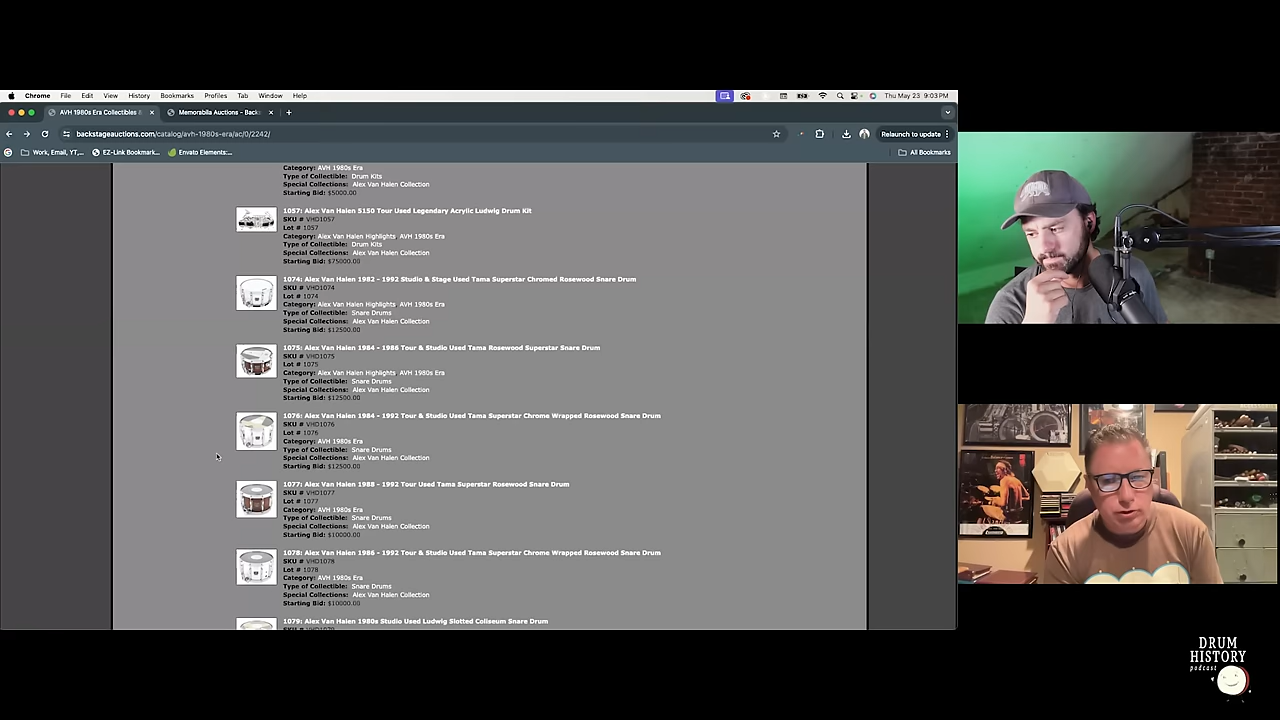 Chrome File Edit View History Bookmarks Profiles Tab Window Help Thu May 23 9:03 PM
AVH 1980s Era Collectibles Memorabilia Auctions - Back
backstageauctions.com/catalog/avh-1980s-era/ac/0/2242/ Relaunch to update
Work, Email, YT,... EZ-Link Bookmark... Envato Elements:... All Bookmarks
Category: AVH 1980s Era
Type of Collectible: Drum Kits
Special Collections: Alex Van Halen Collection
Starting Bid: $5000.00
1057: Alex Van Halen 5150 Tour Used Legendary Acrylic Ludwig Drum Kit
SKU # VHD1057
Lot # 1057
Category: Alex Van Halen Highlights AVH 1980s Era
Type of Collectible: Drum Kits
Special Collections: Alex Van Halen Collection
Starting Bid: $75000.00
1074: Alex Van Halen 1982 - 1992 Studio & Stage Used Tama Superstar Chromed Rosewood Snare Drum
SKU # VHD1074
Lot # 1074
Category: Alex Van Halen Highlights AVH 1980s Era
Type of Collectible: Snare Drums
Special Collections: Alex Van Halen Collection
Starting Bid: $12500.00
1075: Alex Van Halen 1984 - 1986 Tour & Studio Used Tama Rosewood Superstar Snare Drum
SKU # VHD1075
Lot # 1075
Category: Alex Van Halen Highlights AVH 1980s Era
Type of Collectible: Snare Drums
Special Collections: Alex Van Halen Collection
Starting Bid: $12500.00
1076: Alex Van Halen 1984 - 1992 Tour & Studio Used Tama Superstar Chrome Wrapped Rosewood Snare Drum
SKU # VHD1076
Lot # 1076
Category: AVH 1980s Era
Type of Collectible: Snare Drums
Special Collections: Alex Van Halen Collection
Starting Bid: $12500.00
1077: Alex Van Halen 1988 - 1992 Tour Used Tama Superstar Rosewood Snare Drum
SKU # VHD1077
Lot # 1077
Category: AVH 1980s Era
Type of Collectible: Snare Drums
Special Collections: Alex Van Halen Collection
Starting Bid: $10000.00
1078: Alex Van Halen 1986 - 1992 Tour & Studio Used Tama Superstar Chrome Wrapped Rosewood Snare Drum
SKU # VHD1078
Lot # 1078
Category: AVH 1980s Era
Type of Collectible: Snare Drums
Special Collections: Alex Van Halen Collection
Starting Bid: $10000.00
1079: Alex Van Halen 1980s Studio Used Ludwig Slotted Coliseum Snare Drum
DRUM
HISTORY
podcast